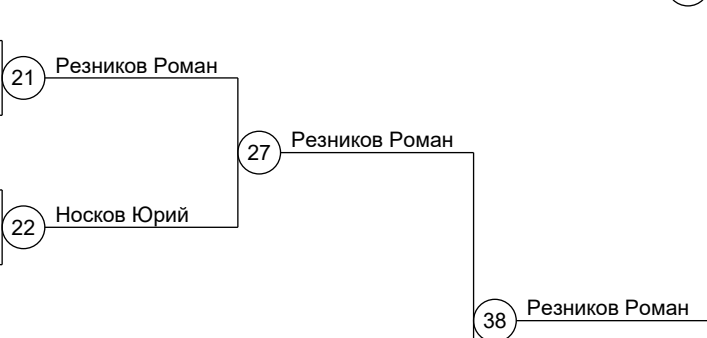 21 Резников Роман
27 Резников Роман
22 Носков Юрий
38 Резников Роман